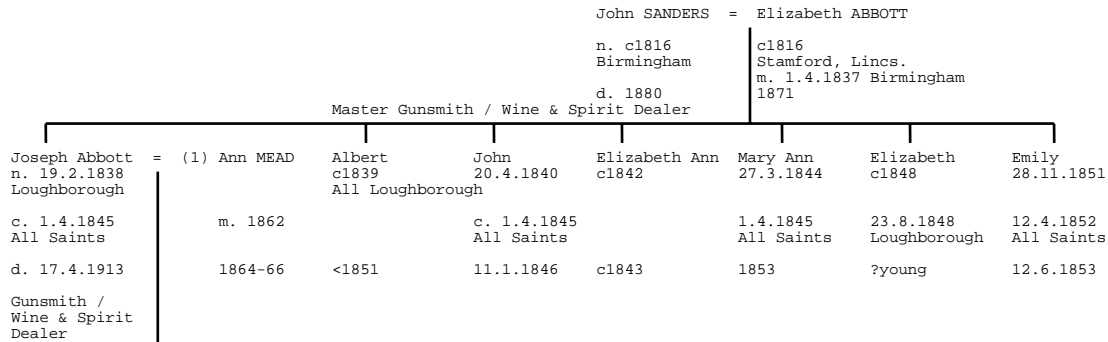 John SANDERS = Elizabeth ABBOTT
n. c1816 c1816
Birmingham Stamford, Lincs.
m. 1.4.1837 Birmingham
d. 1880 1871
Master Gunsmith / Wine & Spirit Dealer
Joseph Abbott = (1) Ann MEAD Albert John Elizabeth Ann Mary Ann Elizabeth Emily
n. 19.2.1838 c1839 20.4.1840 c1842 27.3.1844 c1848 28.11.1851
Loughborough All Loughborough
c. 1.4.1845 m. 1862 c. 1.4.1845 1.4.1845 23.8.1848 12.4.1852
All Saints All Saints All Saints Loughborough All Saints
d. 17.4.1913 1864-66 <1851 11.1.1846 c1843 1853 ?young 12.6.1853
Gunsmith /
Wine & Spirit
Dealer